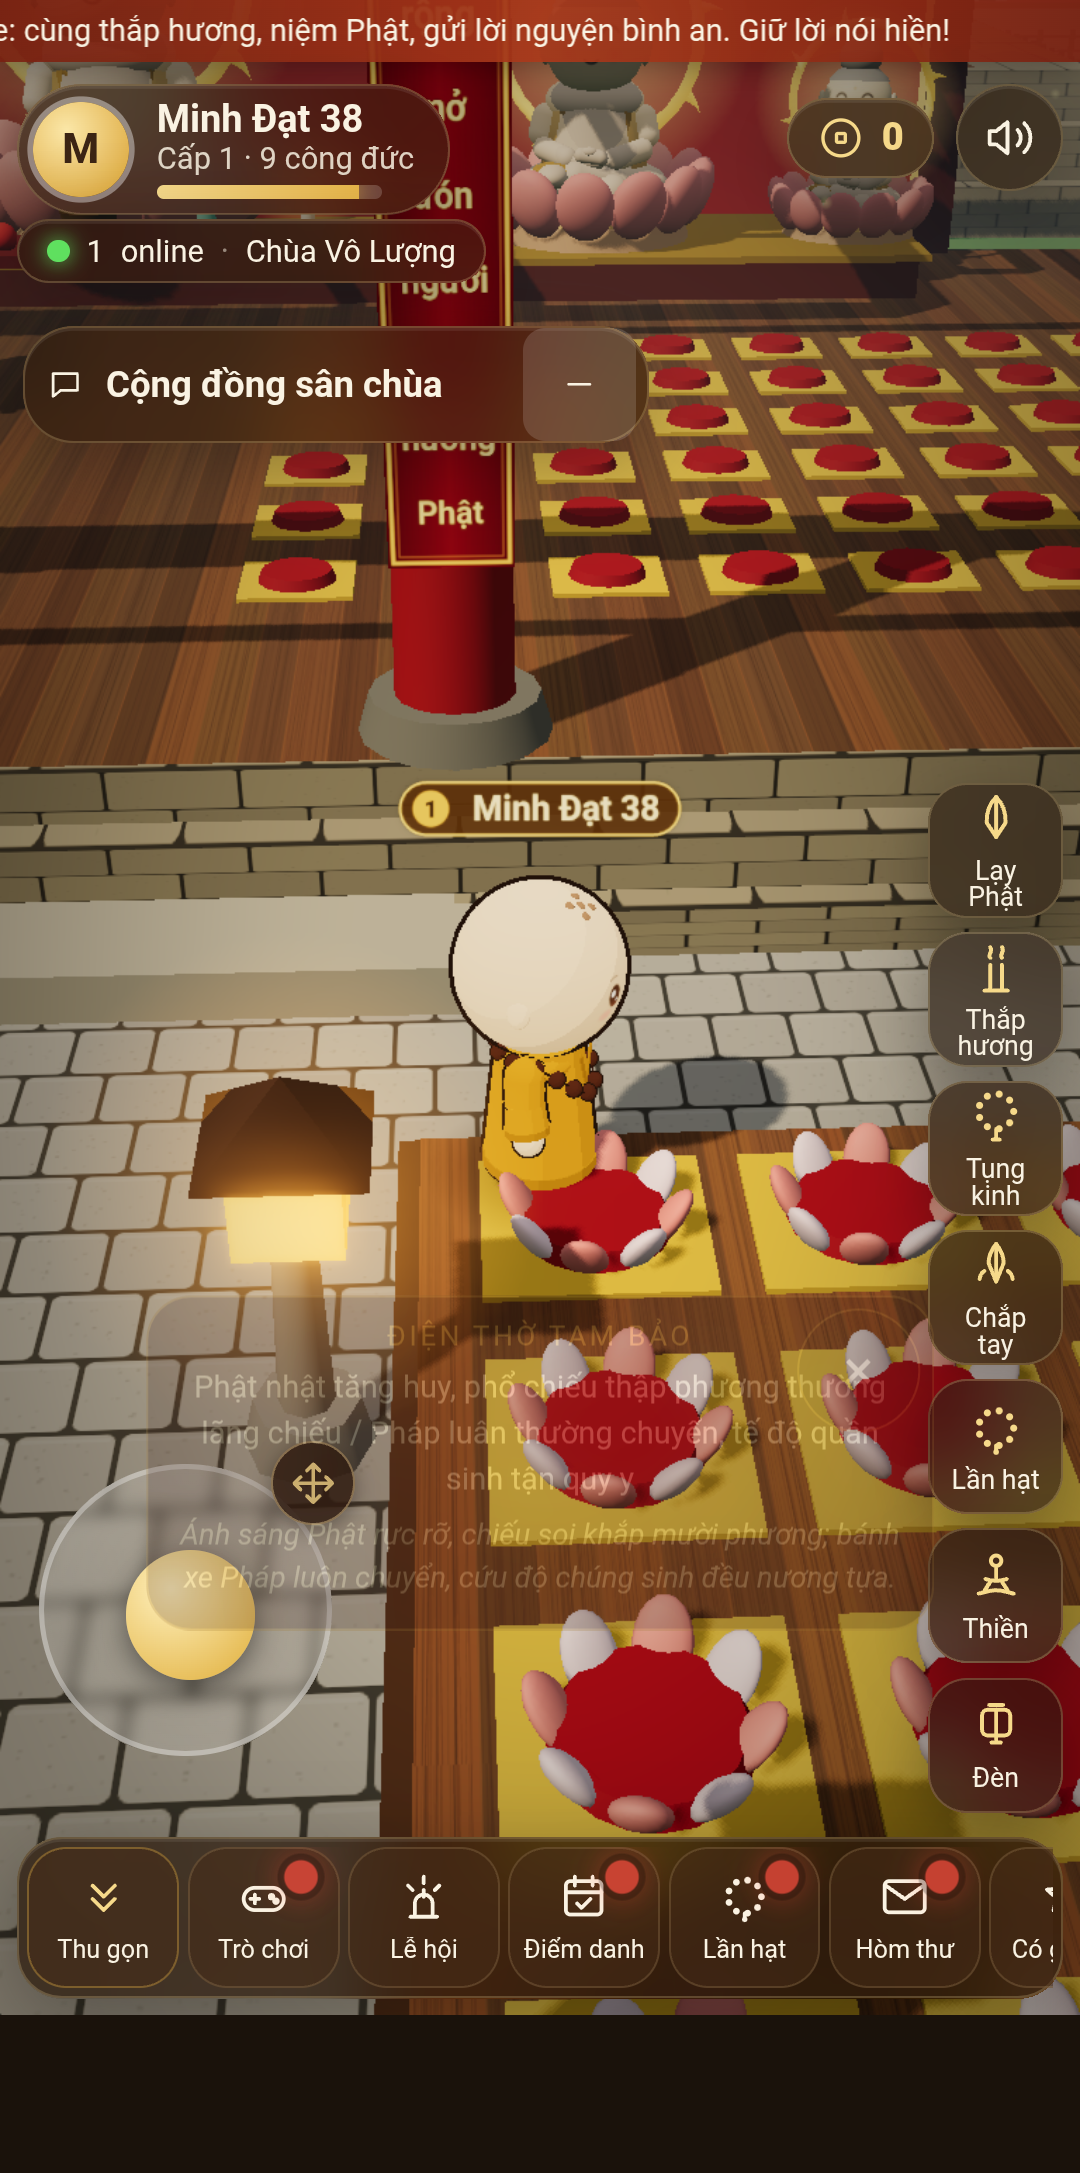 : cùng thắp hương, niệm Phật, gửi lời nguyện bình an. Giữ lời nói hiền!
M
Minh Đạt 38
Cấp 1 · 9 công đức
0
1 online · Chùa Vô Lượng
người
Cộng đồng sân chùa
hương
Phật
1 Minh Đạt 38
Lạy
Phật
Thắp
hương
Tụng
kinh
Chắp
tay
Lần hạt
Thiền
Đèn
ĐIỆN THỜ TAM BẢO
Phật nhật tăng huy, phổ chiếu thập phương thường
lãng chiếu / Pháp luân thường chuyển, tế độ quần
sinh tận quy y
Ánh sáng Phật rực rỡ, chiếu soi khắp mười phương; bánh
xe Pháp luôn chuyển, cứu độ chúng sinh đều nương tựa.
Thu gọn
Trò chơi
Lễ hội
Điểm danh
Lần hạt
Hòm thư
Có